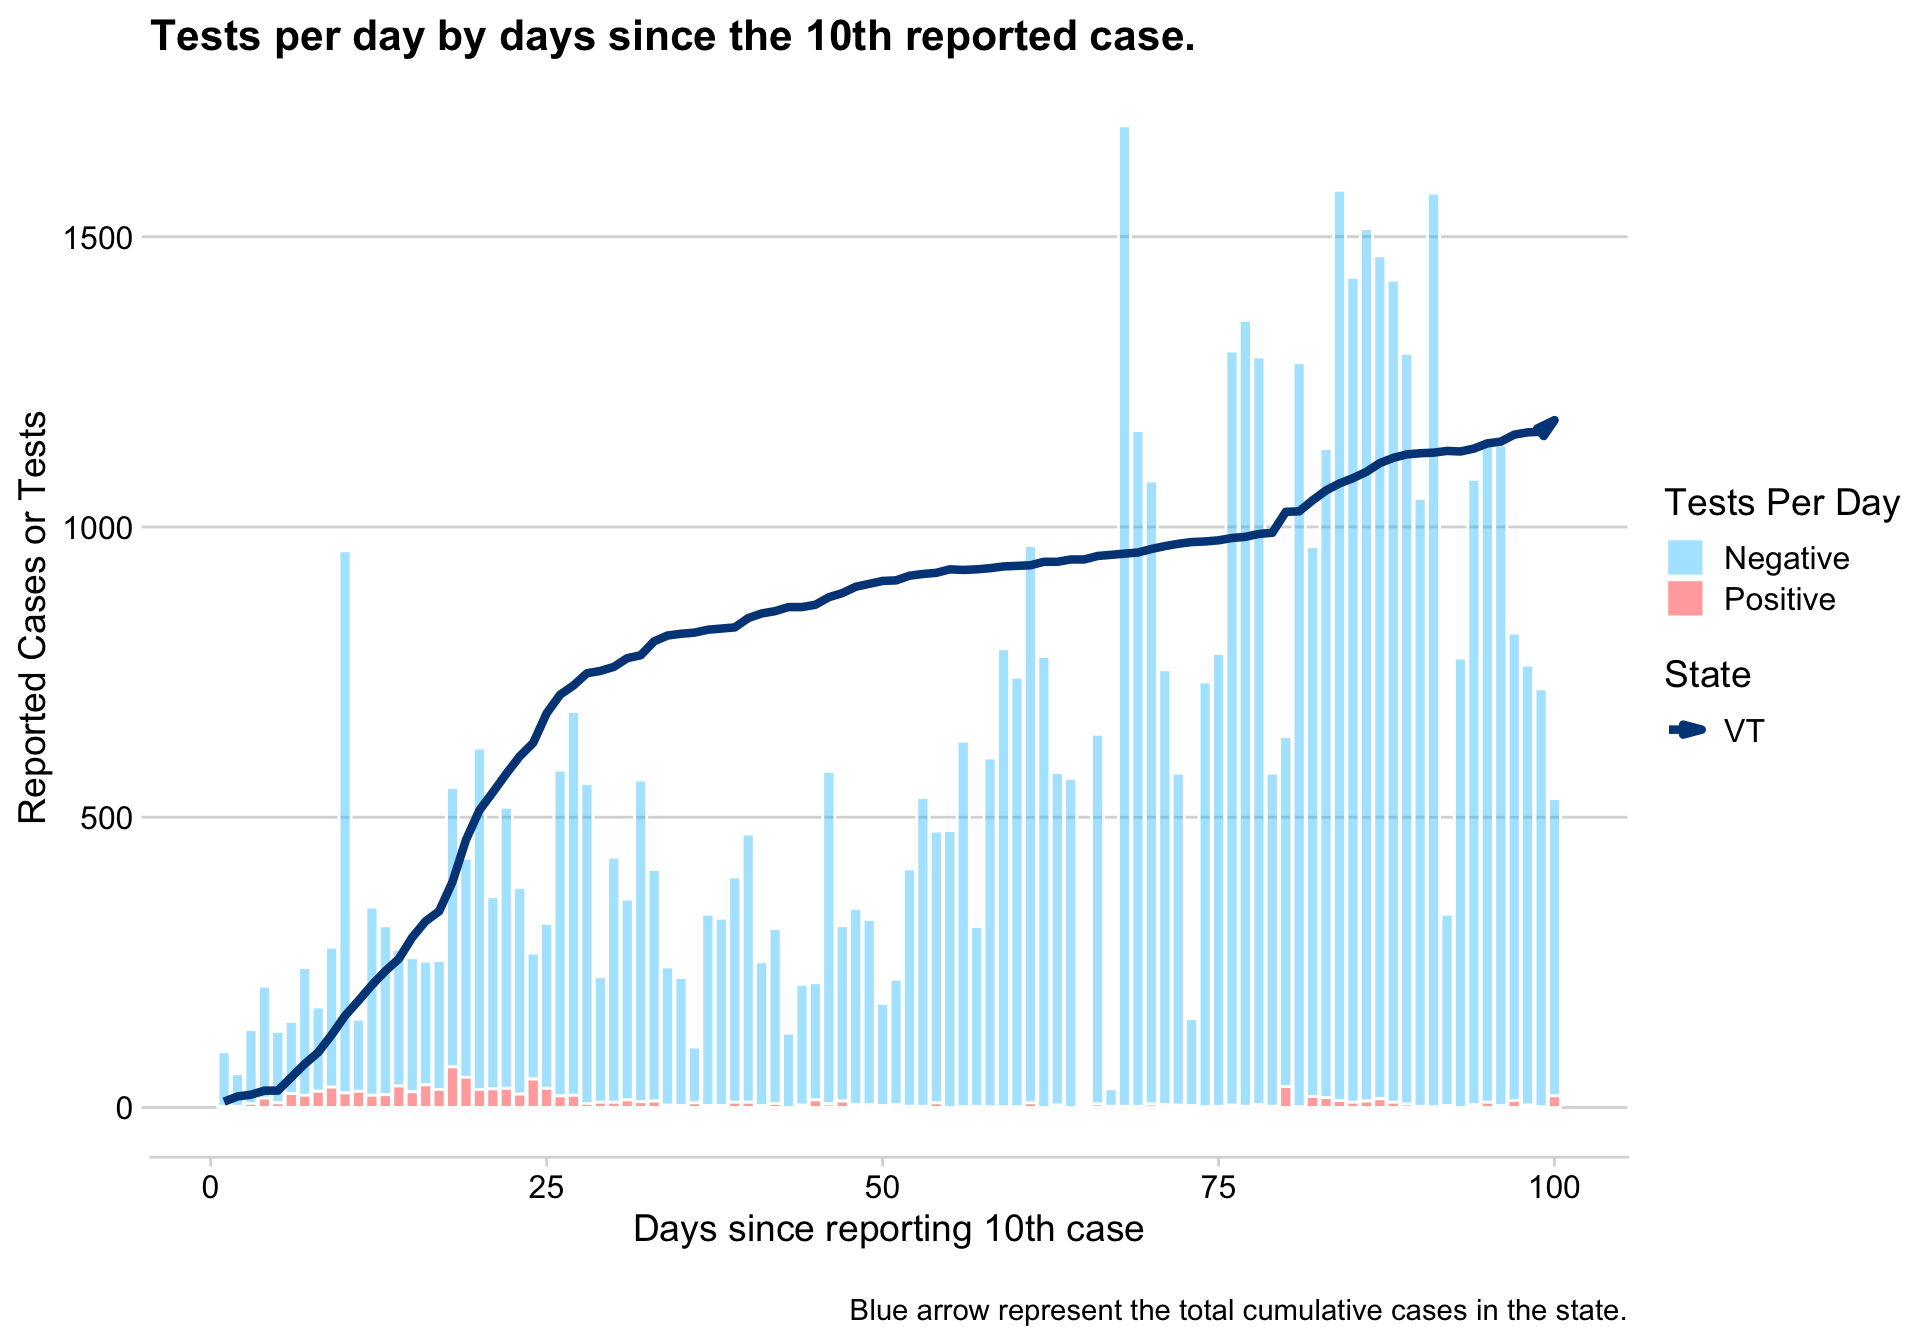 Tests per day by days since the 10th reported case.
Reported Cases or Tests
1500
1000
500
0
0 25 50 75 100
Days since reporting 10th case
Tests Per Day
Negative
Positive
State
VT
Blue arrow represent the total cumulative cases in the state.